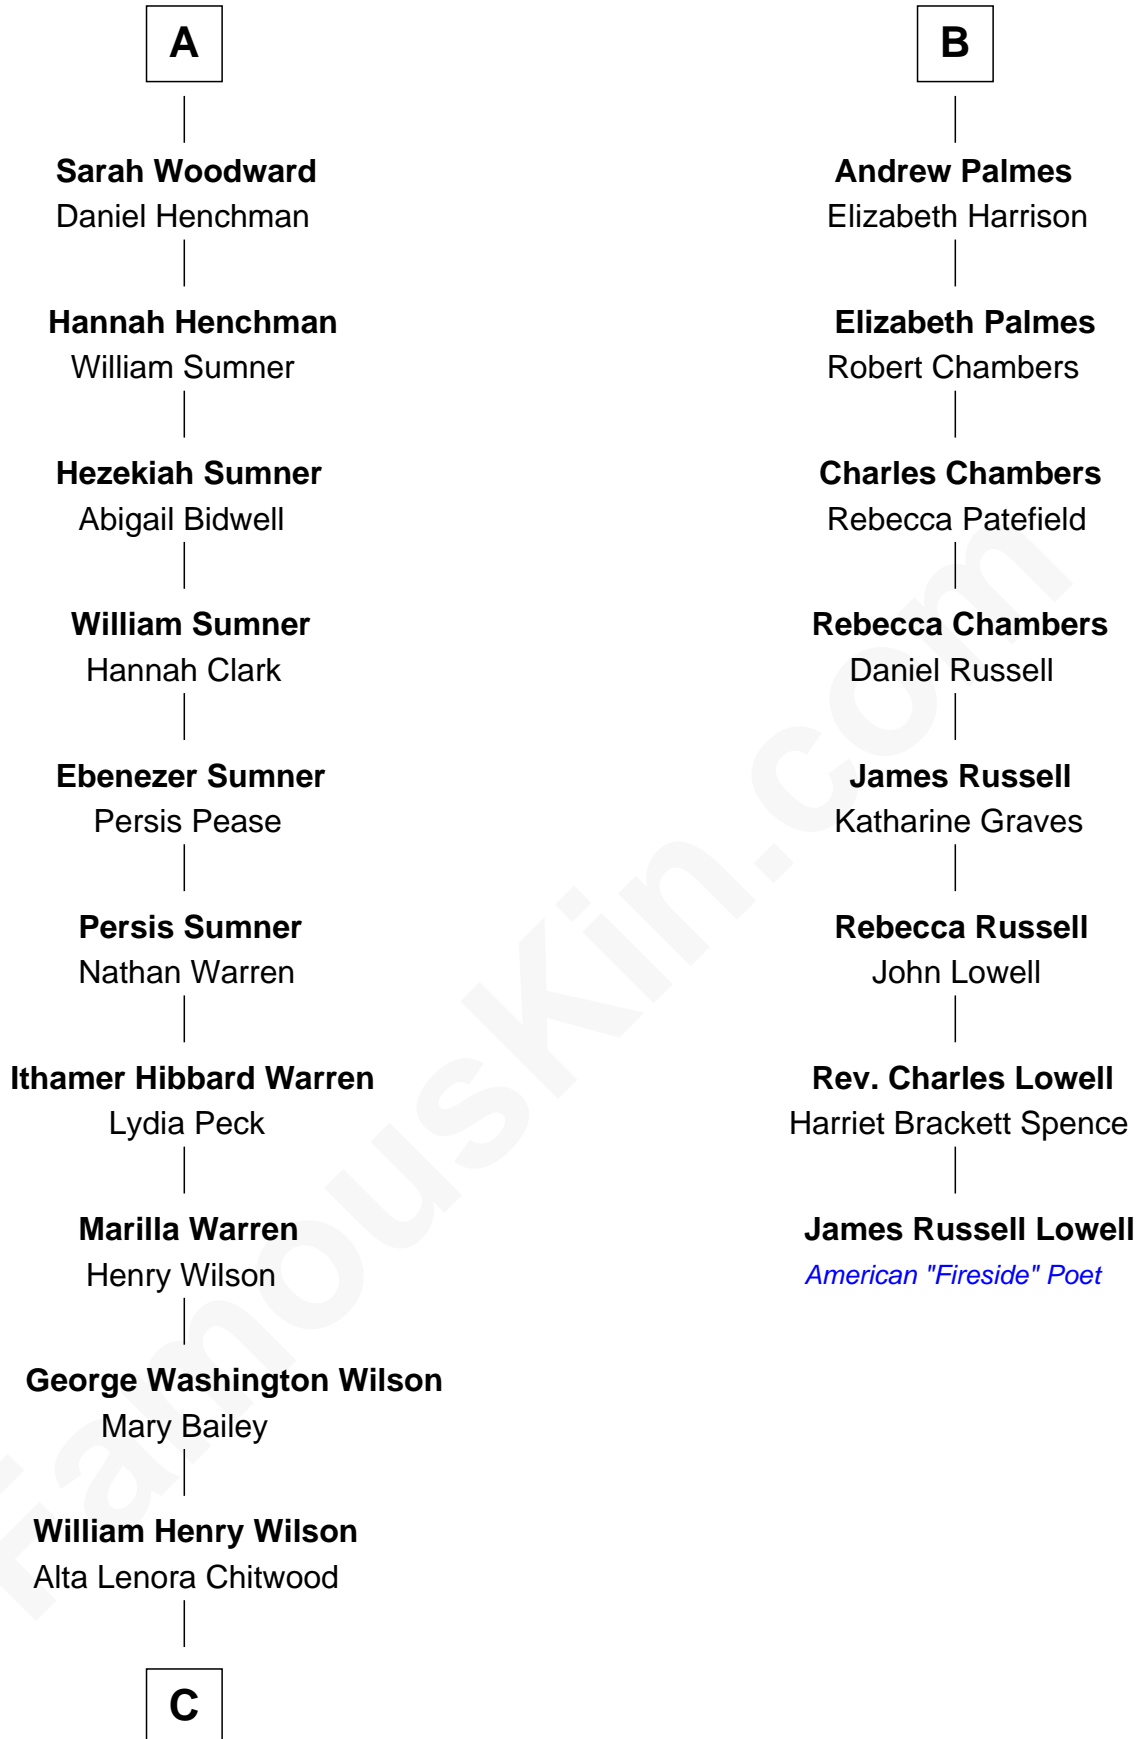 A
Sarah Woodward
Daniel Henchman
Hannah Henchman
William Sumner
Hezekiah Sumner
Abigail Bidwell
William Sumner
Hannah Clark
Ebenezer Sumner
Persis Pease
Persis Sumner
Nathan Warren
Ithamer Hibbard Warren
Lydia Peck
Marilla Warren
Henry Wilson
George Washington Wilson
Mary Bailey
William Henry Wilson
Alta Lenora Chitwood
C
B
Andrew Palmes
Elizabeth Harrison
Elizabeth Palmes
Robert Chambers
Charles Chambers
Rebecca Patefield
Rebecca Chambers
Daniel Russell
James Russell
Katharine Graves
Rebecca Russell
John Lowell
Rev. Charles Lowell
Harriet Brackett Spence
James Russell Lowell
American "Fireside" Poet
FamousKin.com